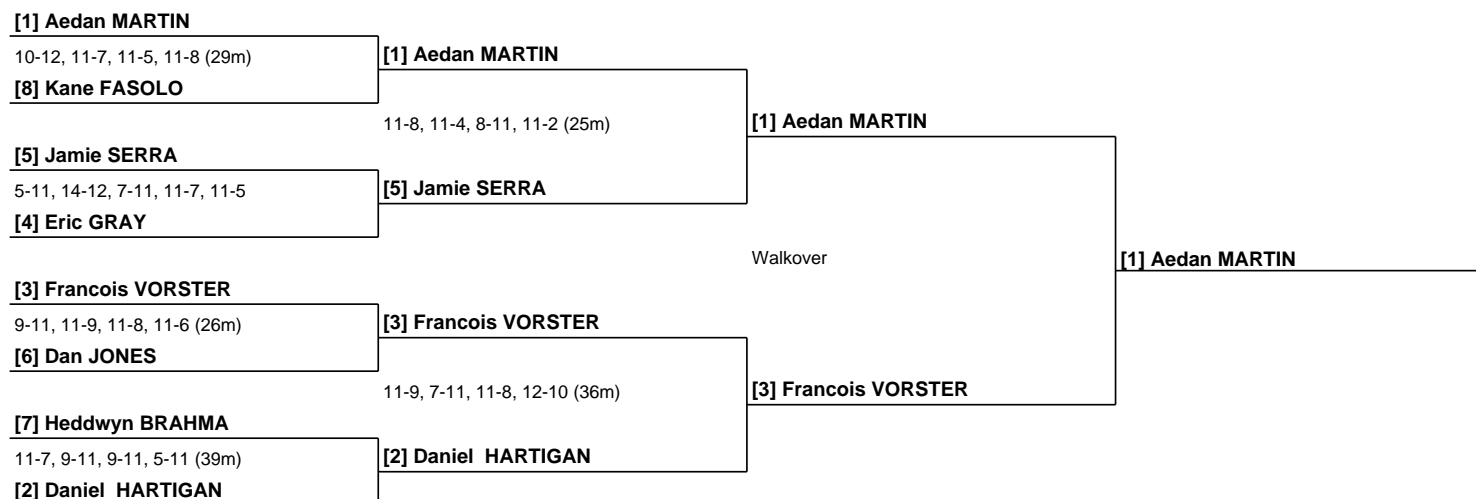 [1] Aedan MARTIN
10-12, 11-7, 11-5, 11-8 (29m)
[8] Kane FASOLO
[5] Jamie SERRA
5-11, 14-12, 7-11, 11-7, 11-5
[4] Eric GRAY
[3] Francois VORSTER
9-11, 11-9, 11-8, 11-6 (26m)
[6] Dan JONES
[7] Heddwyn BRAHMA
11-7, 9-11, 9-11, 5-11 (39m)
[2] Daniel  HARTIGAN
[1] Aedan MARTIN
11-8, 11-4, 8-11, 11-2 (25m)
[5] Jamie SERRA
[3] Francois VORSTER
11-9, 7-11, 11-8, 12-10 (36m)
[2] Daniel  HARTIGAN
[1] Aedan MARTIN
Walkover
[3] Francois VORSTER
[1] Aedan MARTIN